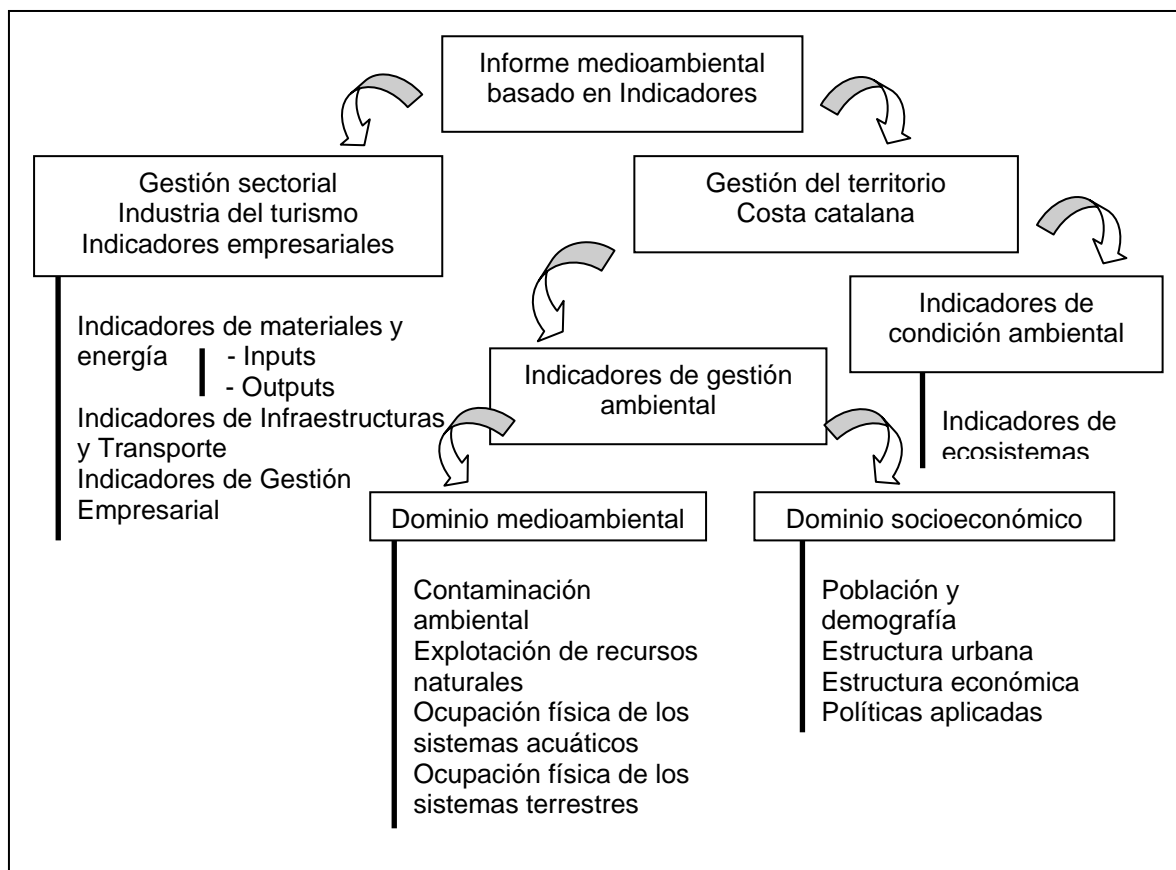 Informe medioambiental
basado en Indicadores
Gestión sectorial
Industria del turismo
Indicadores empresariales
Gestión del territorio
Costa catalana
Indicadores de materiales y
energía
- Inputs
- Outputs
Indicadores de Infraestructuras
y Transporte
Indicadores de Gestión
Empresarial
Indicadores de
condición ambiental
Indicadores de
ecosistemas
Indicadores de gestión
ambiental
Dominio medioambiental
Contaminación
ambiental
Explotación de recursos
naturales
Ocupación física de los
sistemas acuáticos
Ocupación física de los
sistemas terrestres
Dominio socioeconómico
Población y
demografía
Estructura urbana
Estructura económica
Políticas aplicadas